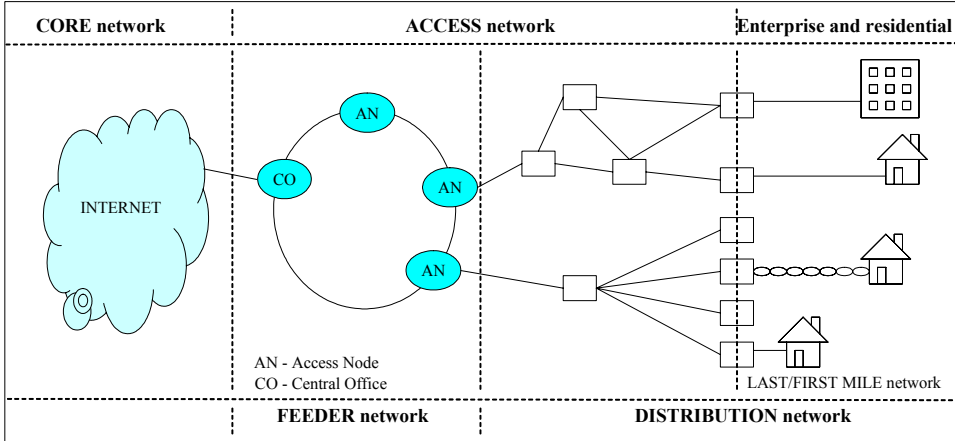 CORE network
ACCESS network
Enterprise and residential
AN
CO
AN
INTERNET
AN
AN - Access Node
CO - Central Office
LAST/FIRST MILE network
FEEDER network
DISTRIBUTION network